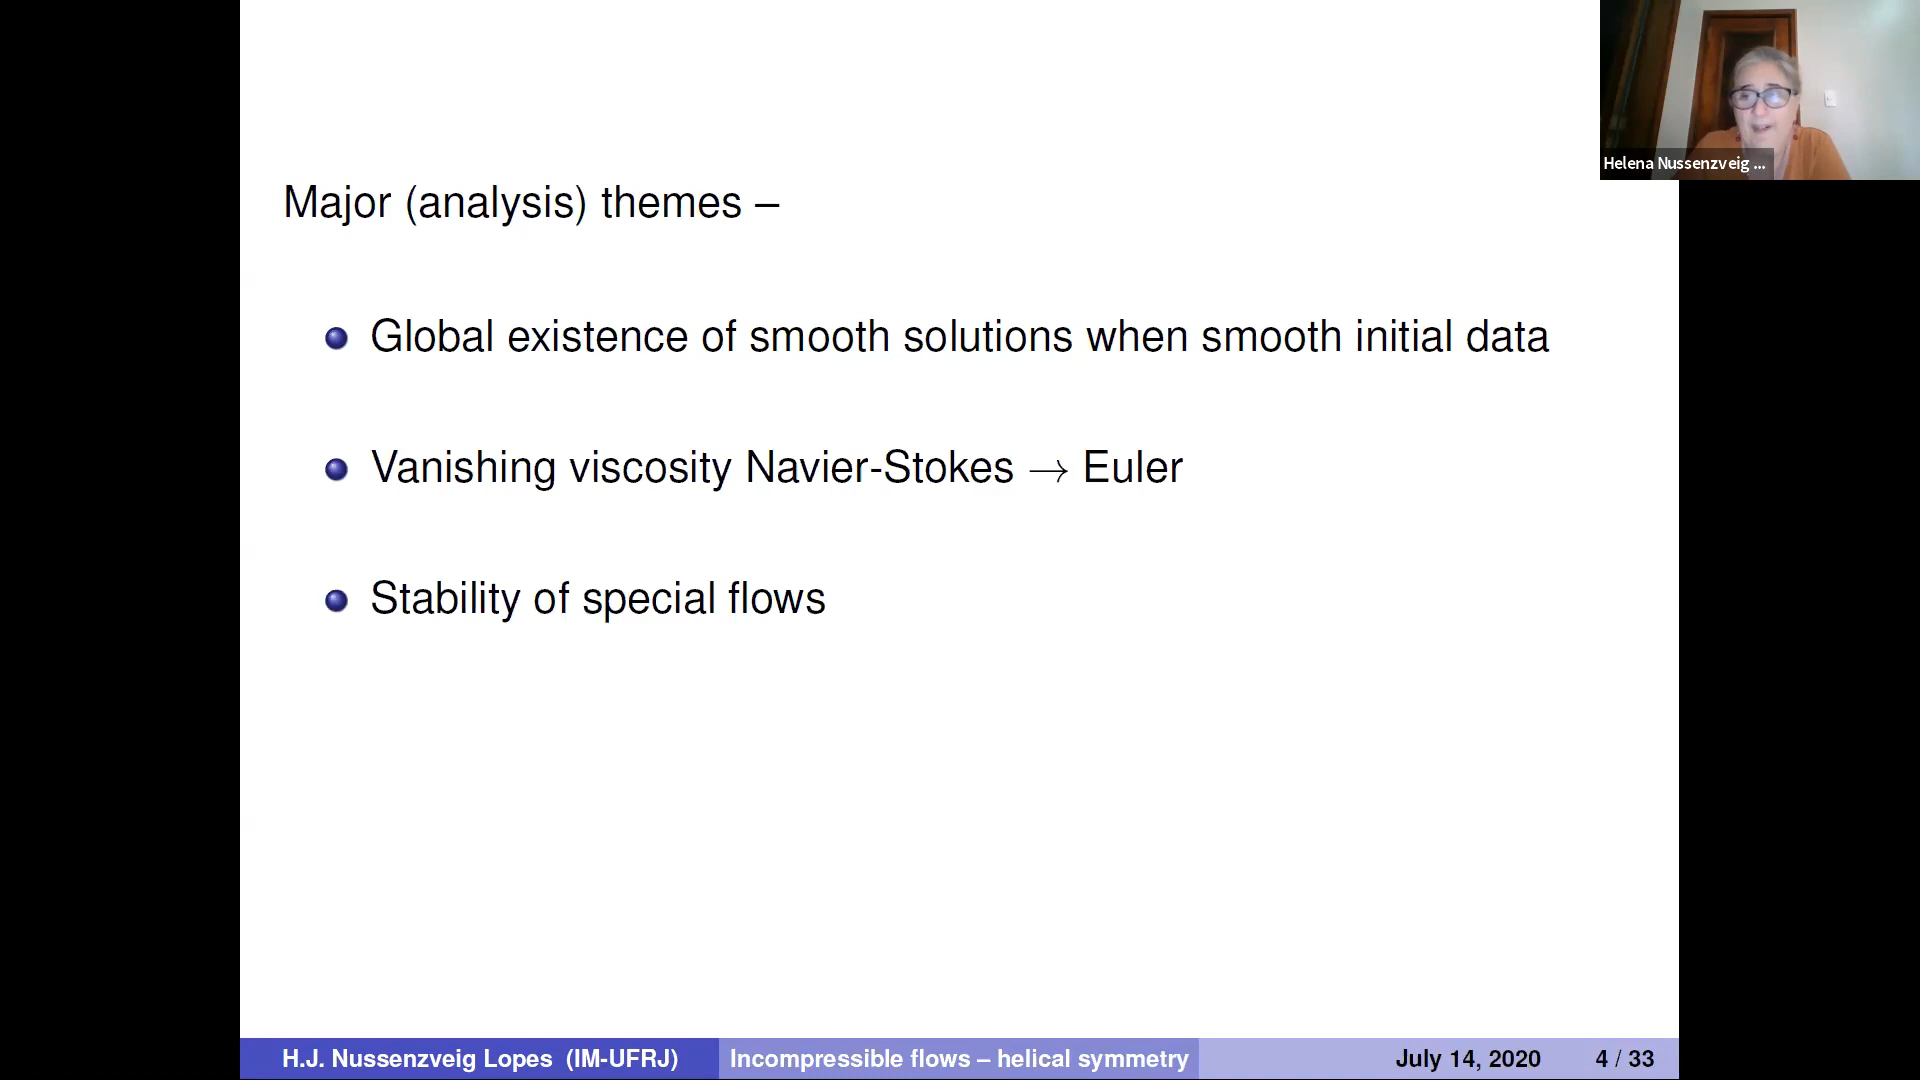 Helena Nussenzveig ...
Major (analysis) themes –
Global existence of smooth solutions when smooth initial data
Vanishing viscosity Navier-Stokes → Euler
Stability of special flows
H.J. Nussenzveig Lopes (IM-UFRJ) Incompressible flows – helical symmetry July 14, 2020 4 / 33